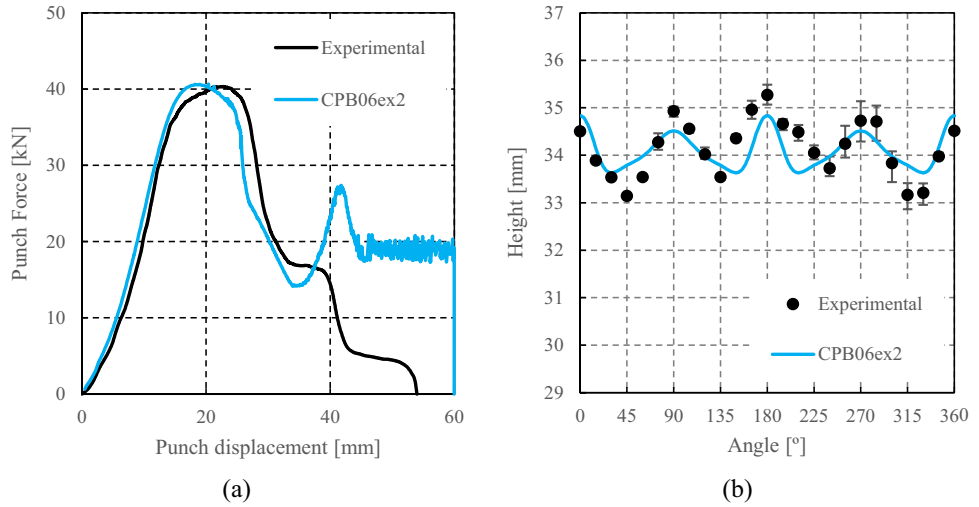 50
40
30
20
10
0
Punch Force [kN]
Experimental
CPB06ex2
0 20 40 60
Punch displacement [mm]
(a)
37
36
35
34
33
32
31
30
29
Height [mm]
Experimental
CPB06ex2
0 45 90 135 180 225 270 315 360
Angle [º]
(b)